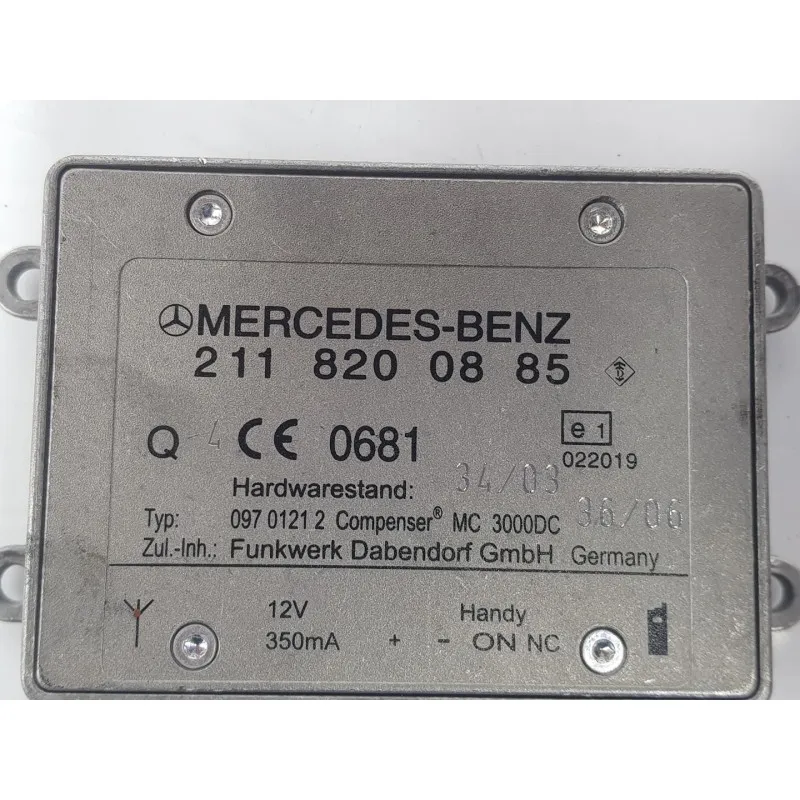 MERCEDES-BENZ
211 820 08 85
D
Q -4 CE 0681 e 1
022019
Hardwarestand: 34/03
Typ: 097 0121 2 Compenser® MC 3000DC 36/06
Zul.-Inh.: Funkwerk Dabendorf GmbH Germany
12V Handy
350mA + - ON NC